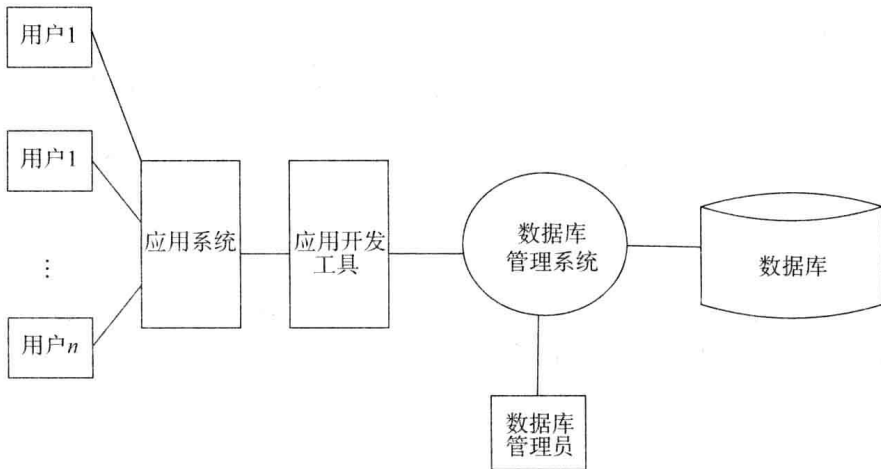 用户1
用户1
⋮
用户n
应用系统
应用开发
工具
数据库
管理系统
数据库
数据库
管理员